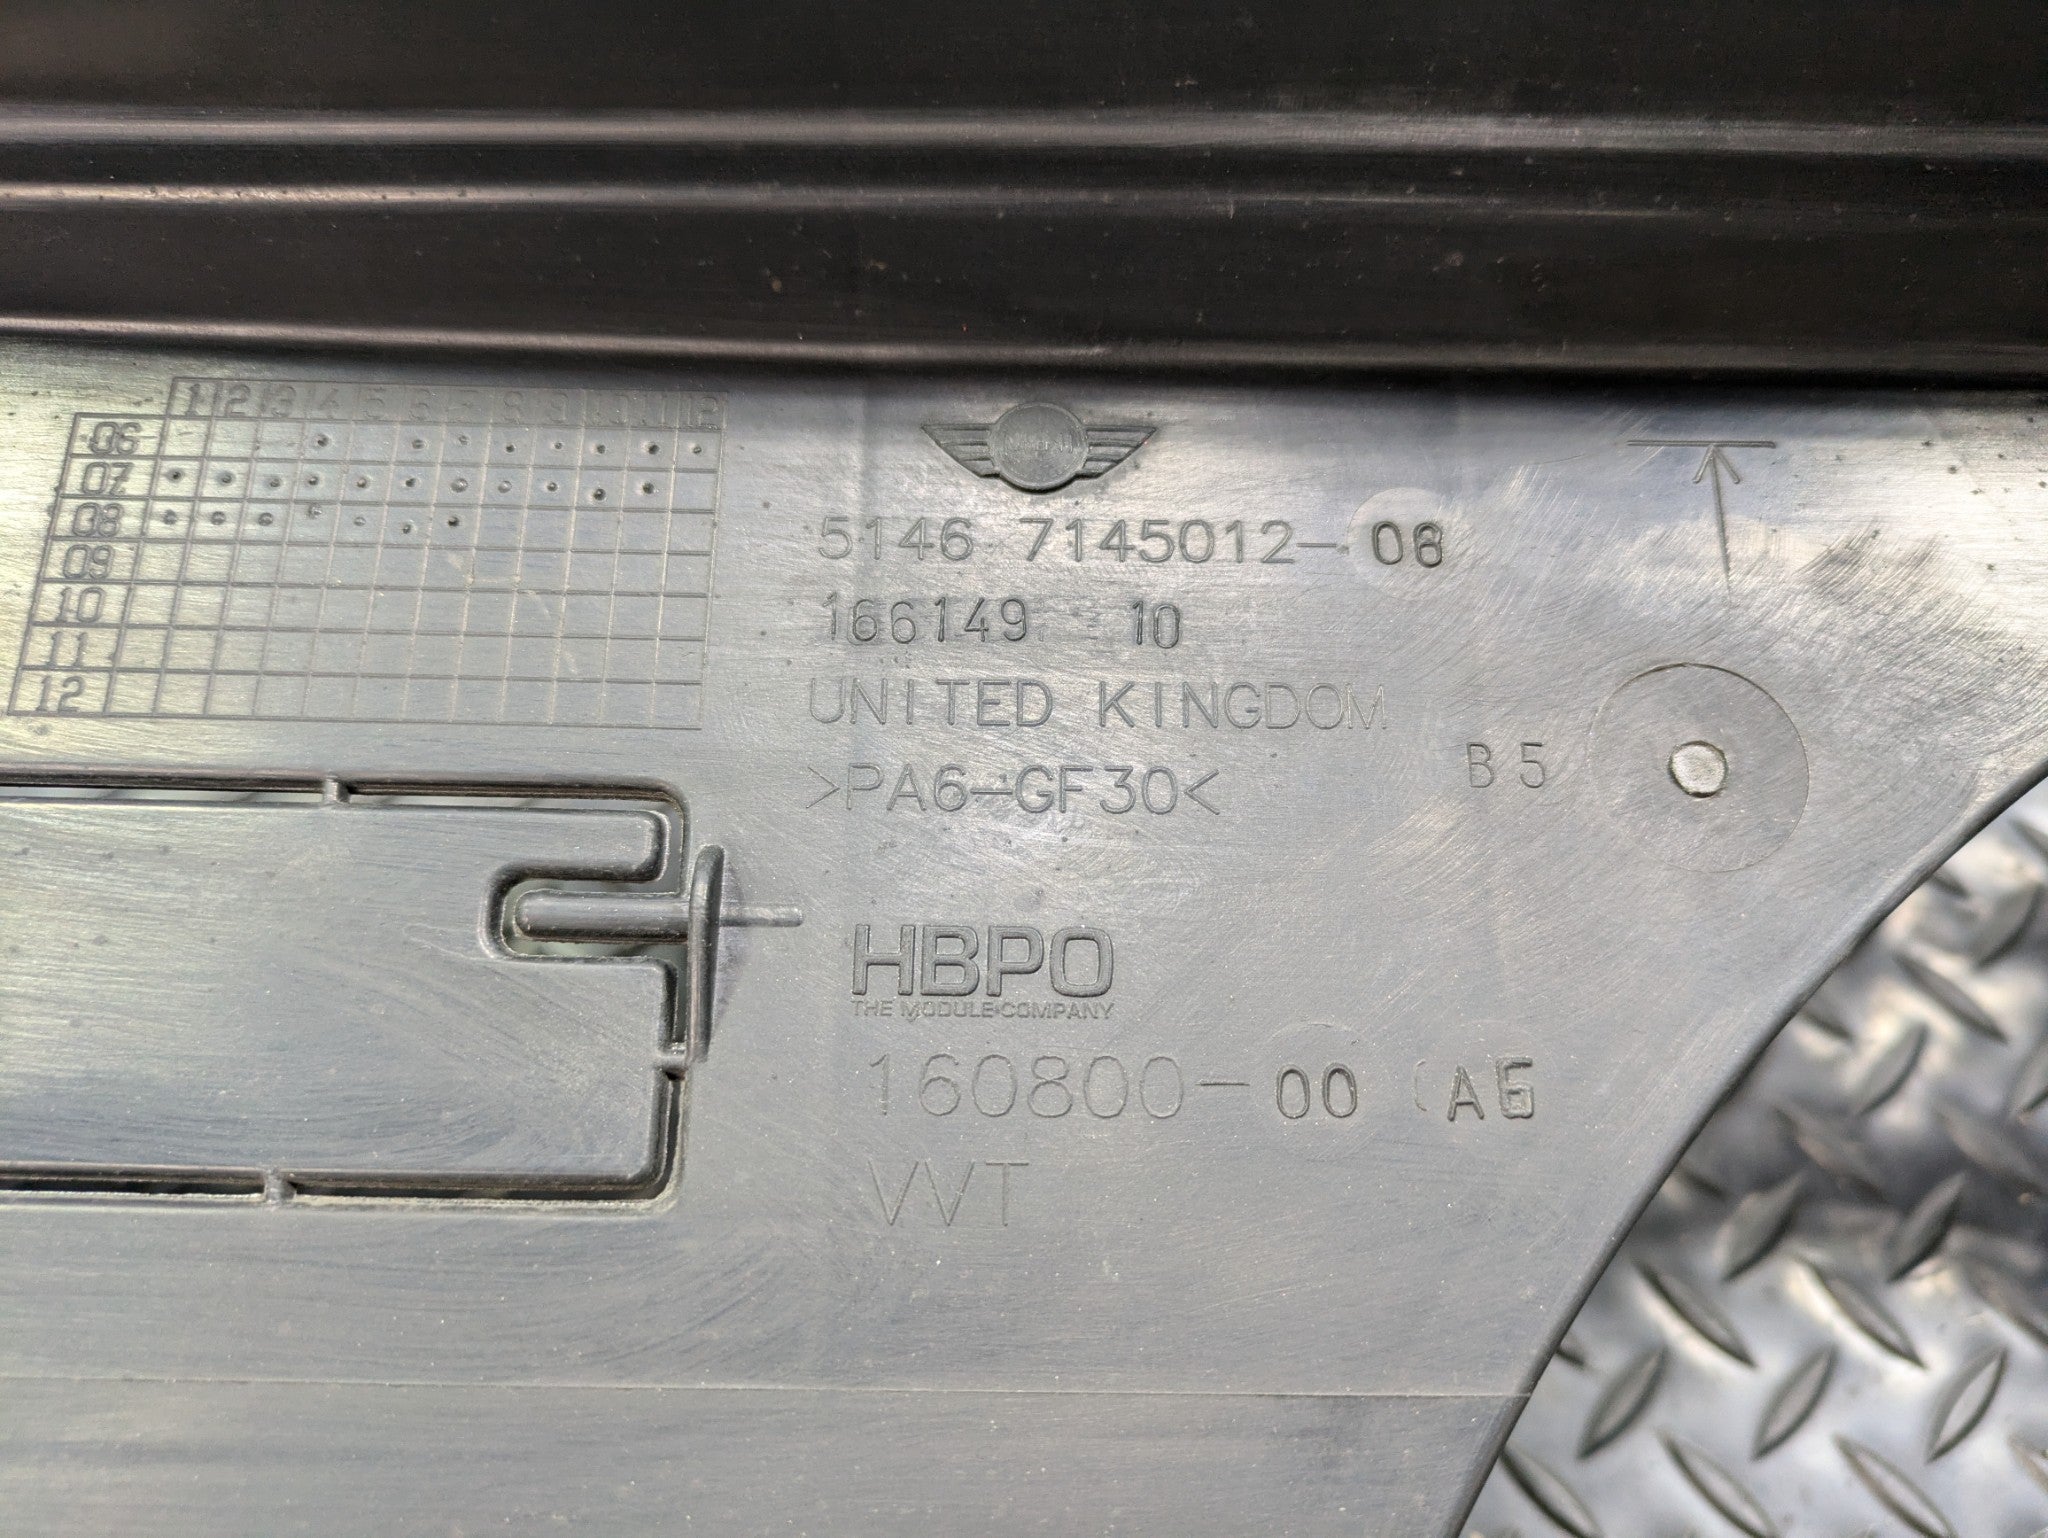 1 2 3 4 5 6 7 8 9 10 11 12
06
07
08
09
10
11
12
5146 7145012- 08
166149 10
UNITED KINGDOM
>PA6-GF30<
B5
HBPO
THE MODULE COMPANY
160800-00
VVT